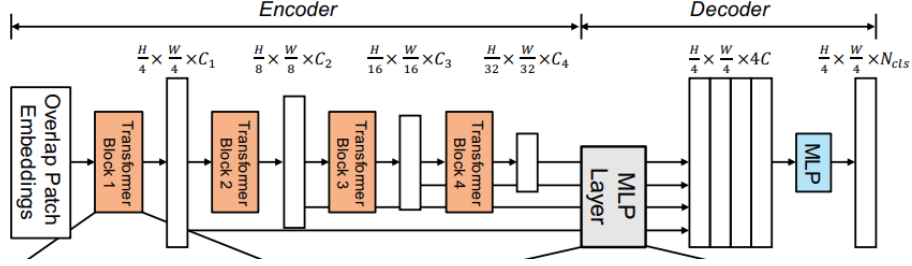 Encoder
Decoder
H/4 × W/4 × C₁
H/8 × W/8 × C₂
H/16 × W/16 × C₃
H/32 × W/32 × C₄
H/4 × W/4 × 4C
H/4 × W/4 × N_cls
Overlap Patch
Embeddings
Transformer
Block 1
Transformer
Block 2
Transformer
Block 3
Transformer
Block 4
MLP
Layer
MLP